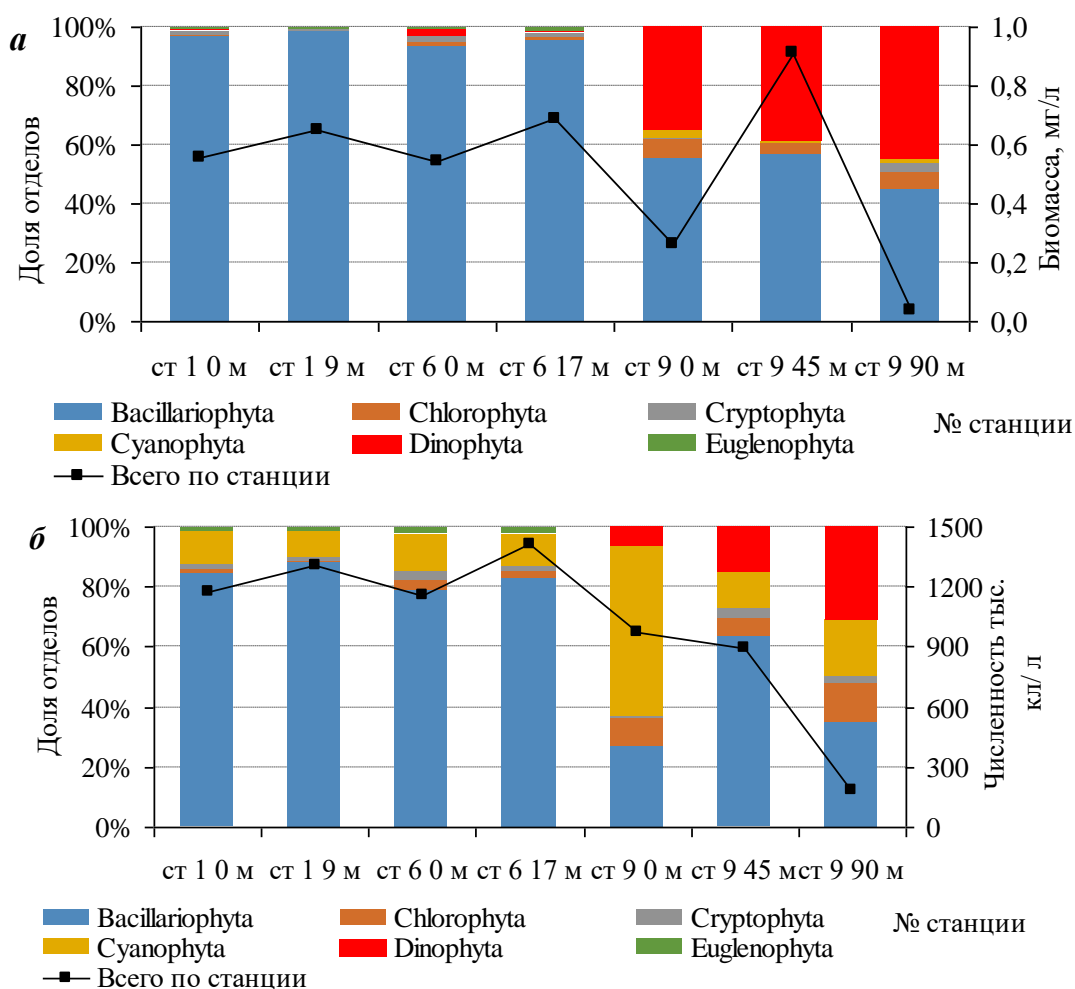 а
100%
80%
60%
40%
20%
0%
Доля отделов
1,0
0,8
0,6
0,4
0,2
0,0
Биомасса, мг/л
ст 1 0 м ст 1 9 м ст 6 0 м ст 6 17 м ст 9 0 м ст 9 45 м ст 9 90 м
Bacillariophyta Chlorophyta Cryptophyta
№ станции
Cyanophyta Dinophyta Euglenophyta
Всего по станции
б
100%
80%
60%
40%
20%
0%
Доля отделов
1500
1200
900
600
300
0
Численность тыс.
кл/ л
ст 1 0 м ст 1 9 м ст 6 0 м ст 6 17 м ст 9 0 м ст 9 45 м ст 9 90 м
Bacillariophyta Chlorophyta Cryptophyta
№ станции
Cyanophyta Dinophyta Euglenophyta
Всего по станции